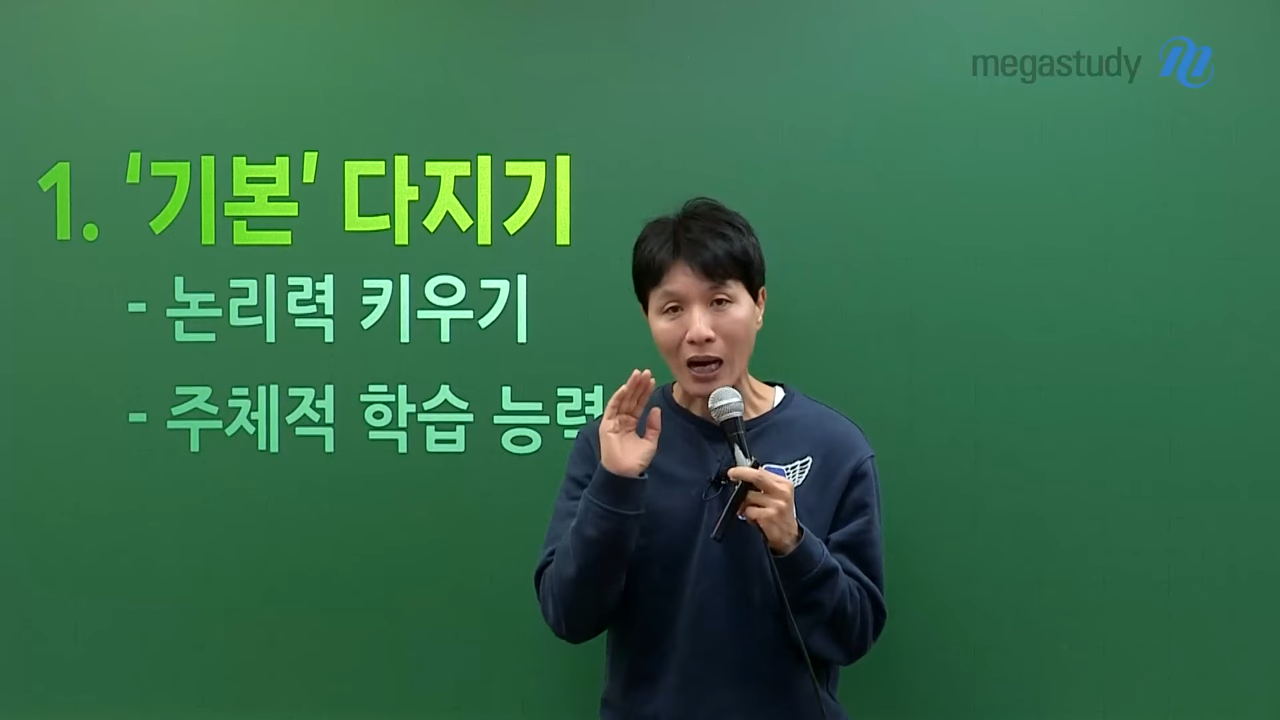 megastudy
1. '기본' 다지기
- 논리력 키우기
- 주체적 학습 능력